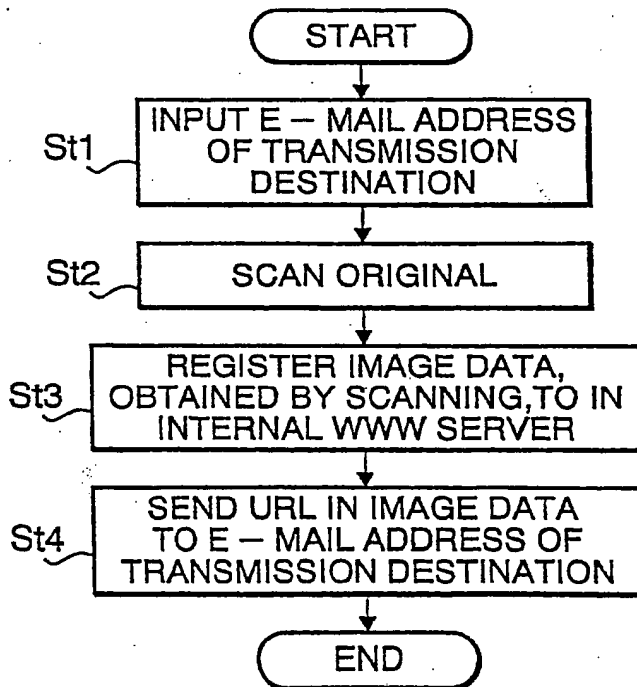 START
St1
INPUT E – MAIL ADDRESS
OF TRANSMISSION
DESTINATION
St2
SCAN ORIGINAL
St3
REGISTER IMAGE DATA,
OBTAINED BY SCANNING,TO IN
INTERNAL WWW SERVER
St4
SEND URL IN IMAGE DATA
TO E – MAIL ADDRESS OF
TRANSMISSION DESTINATION
END